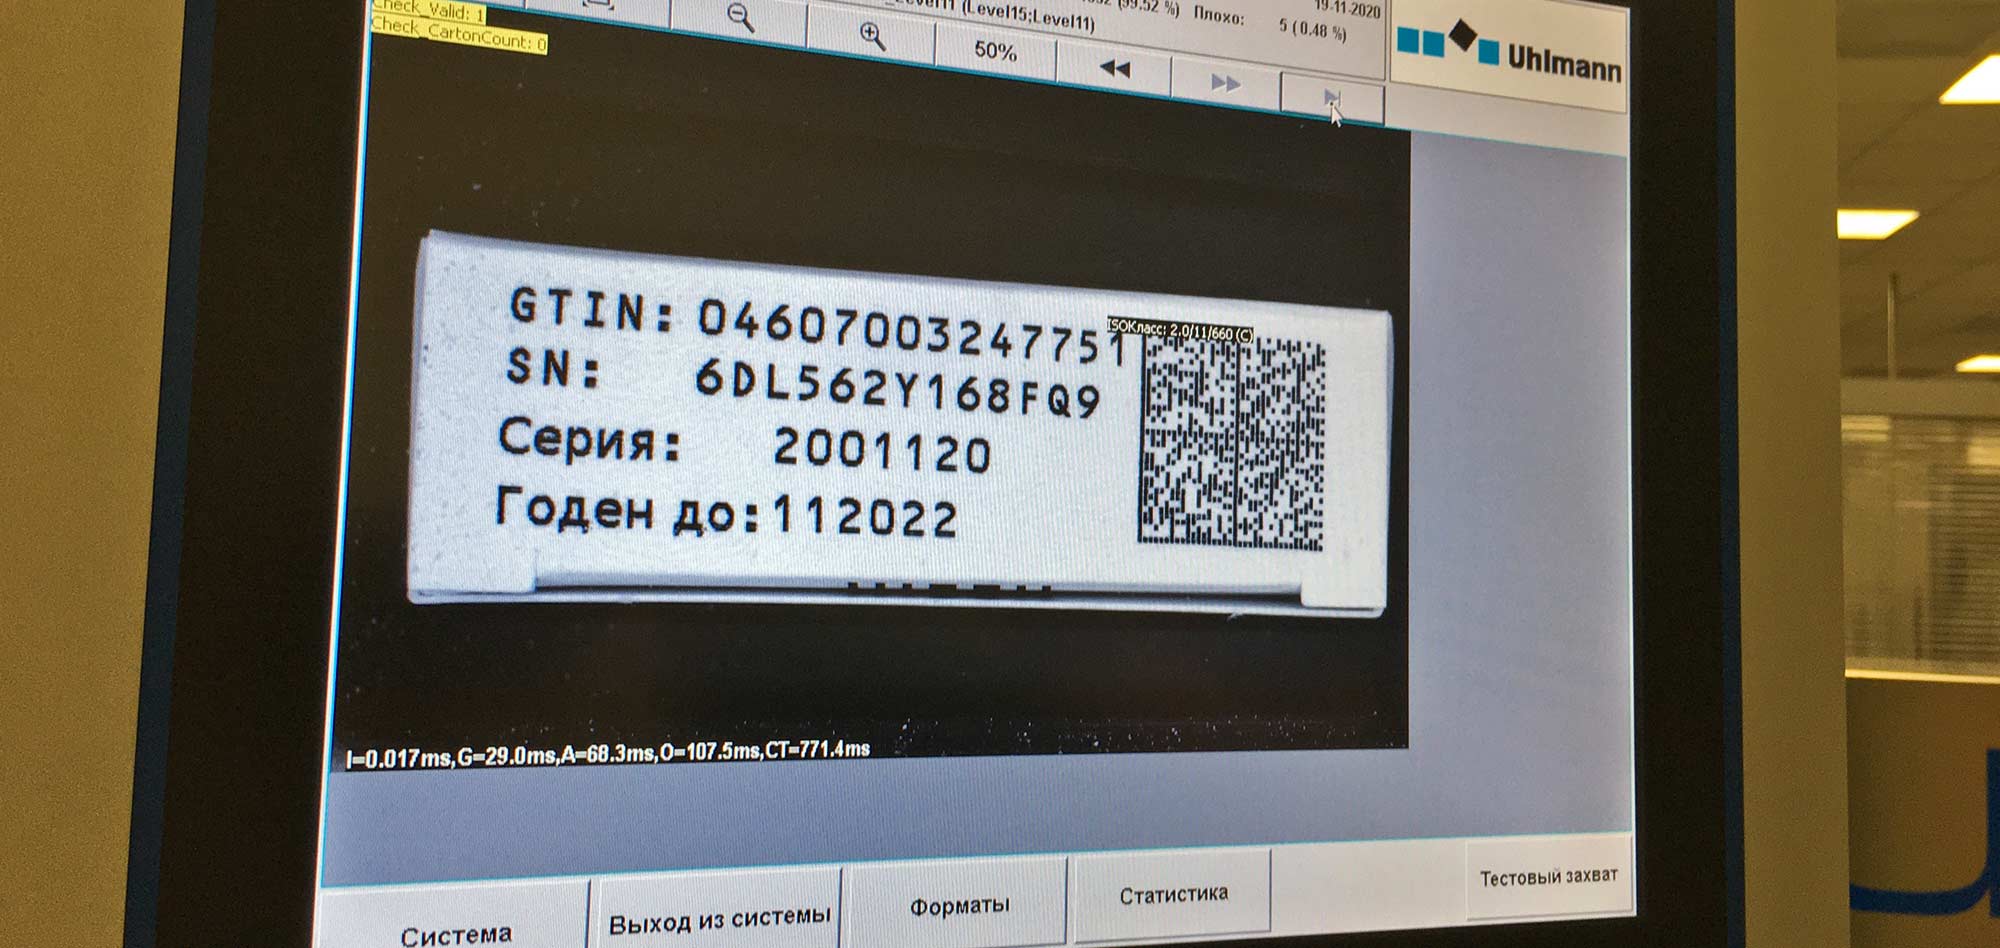 Check_Valid: 1
Check_CartonCount: 0
(Level15;Level11)
(99.52 %)
Плохо:
5 (0.48 %)
19-11-2020
Uhlmann
50%
GTIN: 04607003247751
ISOКласс: 2.0/11/660 (C)
SN: 6DL562Y168FQ9
Серия: 2001120
Годен до:112022
I=0.017ms,G=29.0ms,A=68.3ms,O=107.5ms,CT=771.4ms
Система
Выход из системы
Форматы
Статистика
Тестовый захват